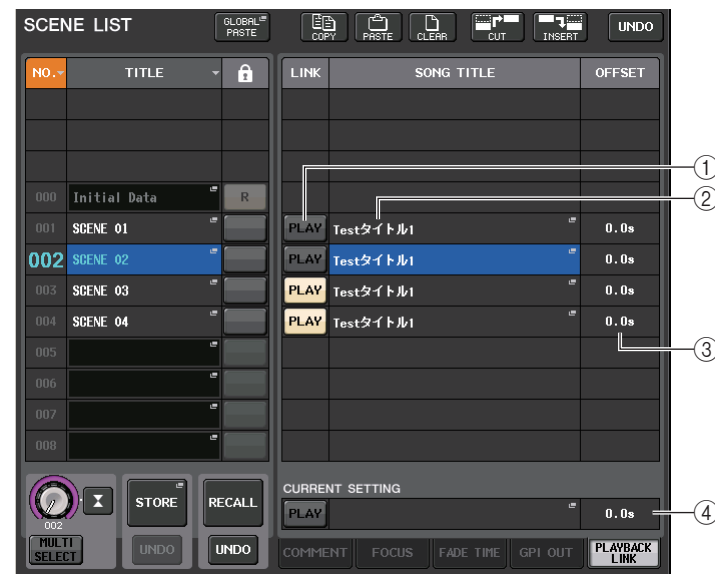 SCENE LIST
GLOBAL PASTE
COPY
PASTE
CLEAR
CUT
INSERT
UNDO
NO. TITLE LINK SONG TITLE OFFSET
①
②
000 Initial Data R
001 SCENE 01 PLAY Testタイトル1 0.0s
002 SCENE 02 PLAY Testタイトル1 0.0s
003 SCENE 03 PLAY Testタイトル1 0.0s
004 SCENE 04 PLAY Testタイトル1 0.0s
③
005
006
007
008
CURRENT SETTING
STORE RECALL
PLAY 0.0s ④
002
MULTI SELECT
UNDO UNDO
COMMENT FOCUS FADE TIME GPI OUT PLAYBACK LINK